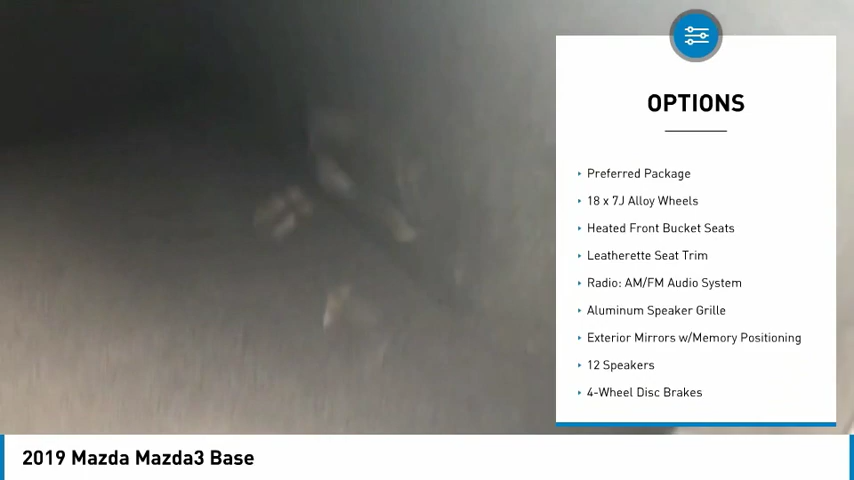 OPTIONS
Preferred Package
18 x 7J Alloy Wheels
Heated Front Bucket Seats
Leatherette Seat Trim
Radio: AM/FM Audio System
Aluminum Speaker Grille
Exterior Mirrors w/Memory Positioning
12 Speakers
4-Wheel Disc Brakes
2019 Mazda Mazda3 Base